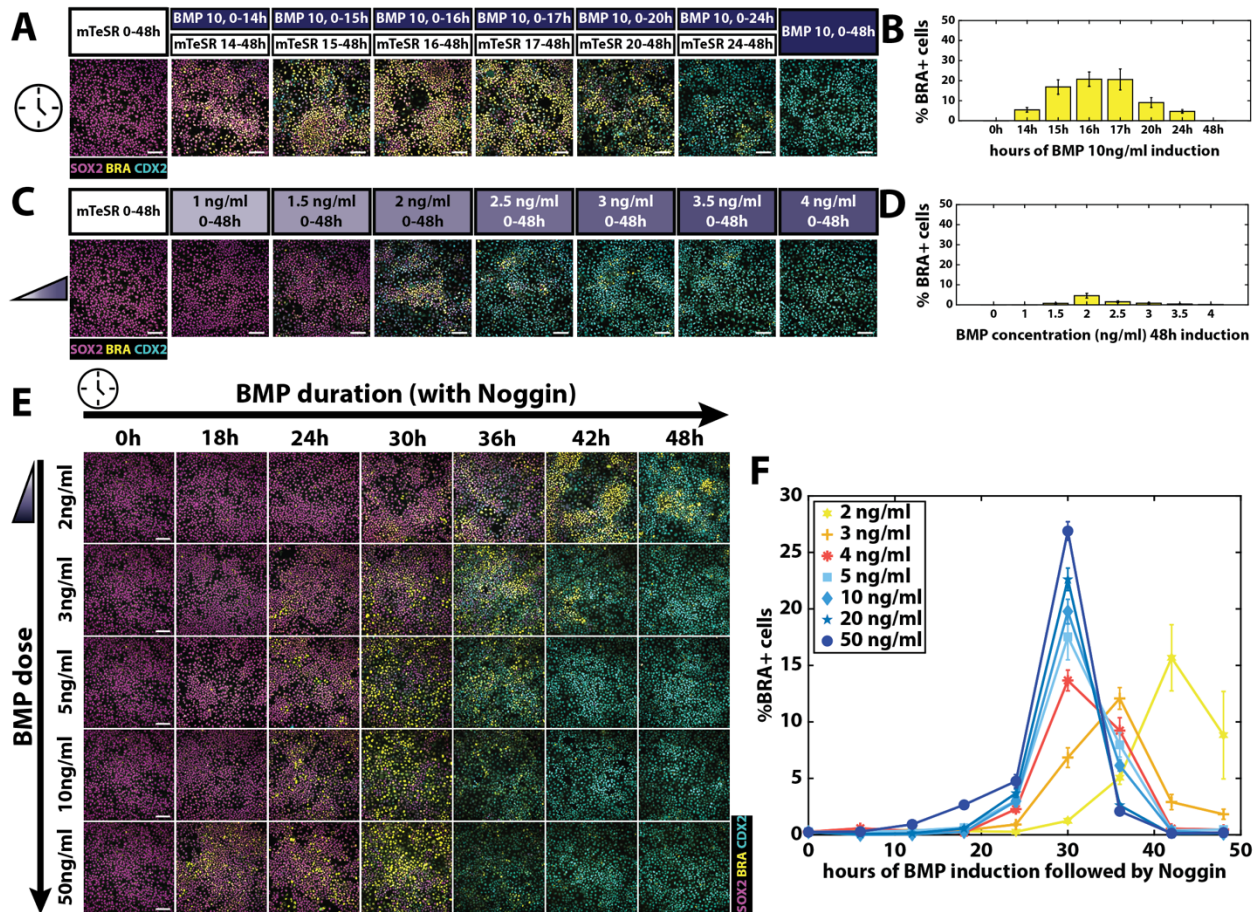 A
mTeSR 0-48h
BMP 10, 0-14h
mTeSR 14-48h
BMP 10, 0-15h
mTeSR 15-48h
BMP 10, 0-16h
mTeSR 16-48h
BMP 10, 0-17h
mTeSR 17-48h
BMP 10, 0-20h
mTeSR 20-48h
BMP 10, 0-24h
mTeSR 24-48h
BMP 10, 0-48h
SOX2 BRA CDX2
B
% BRA+ cells
50
40
30
20
10
0
0h 14h 15h 16h 17h 20h 24h 48h
hours of BMP 10ng/ml induction
C
mTeSR 0-48h
1 ng/ml
0-48h
1.5 ng/ml
0-48h
2 ng/ml
0-48h
2.5 ng/ml
0-48h
3 ng/ml
0-48h
3.5 ng/ml
0-48h
4 ng/ml
0-48h
SOX2 BRA CDX2
D
% BRA+ cells
50
40
30
20
10
0
0 1 1.5 2 2.5 3 3.5 4
BMP concentration (ng/ml) 48h induction
E
BMP duration (with Noggin)
0h 18h 24h 30h 36h 42h 48h
BMP dose
2ng/ml
3ng/ml
5ng/ml
10ng/ml
50ng/ml
SOX2 BRA CDX2
F
%BRA+ cells
30
25
20
15
10
5
0
2 ng/ml
3 ng/ml
4 ng/ml
5 ng/ml
10 ng/ml
20 ng/ml
50 ng/ml
0 10 20 30 40 50
hours of BMP induction followed by Noggin